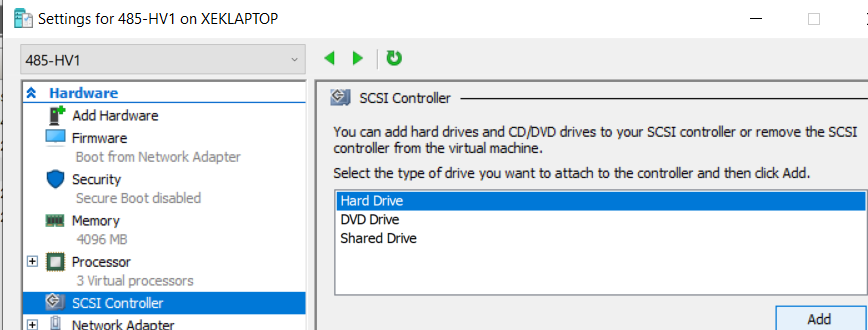 Settings for 485-HV1 on XEKLAPTOP
485-HV1
Hardware
Add Hardware
Firmware
Boot from Network Adapter
Security
Secure Boot disabled
Memory
4096 MB
Processor
3 Virtual processors
SCSI Controller
Network Adapter
SCSI Controller
You can add hard drives and CD/DVD drives to your SCSI controller or remove the SCSI
controller from the virtual machine.
Select the type of drive you want to attach to the controller and then click Add.
Hard Drive
DVD Drive
Shared Drive
Add